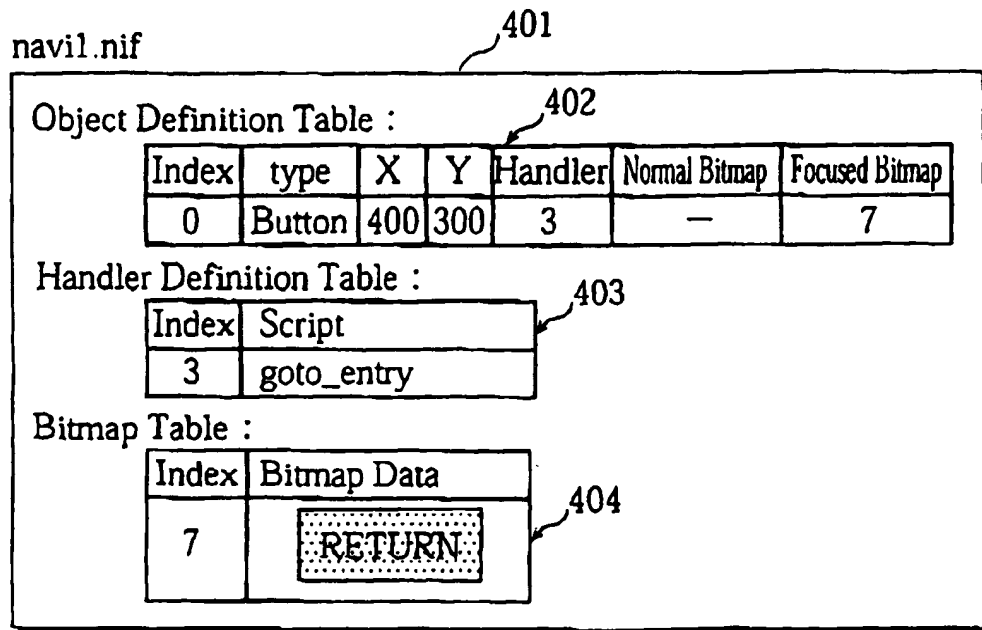 401
navi1.nif
Object Definition Table :
402
Index type X Y Handler Normal Bitmap Focused Bitmap
0 Button 400 300 3 — 7
Handler Definition Table :
403
Index Script
3 goto_entry
Bitmap Table :
Index Bitmap Data
404
7 RETURN